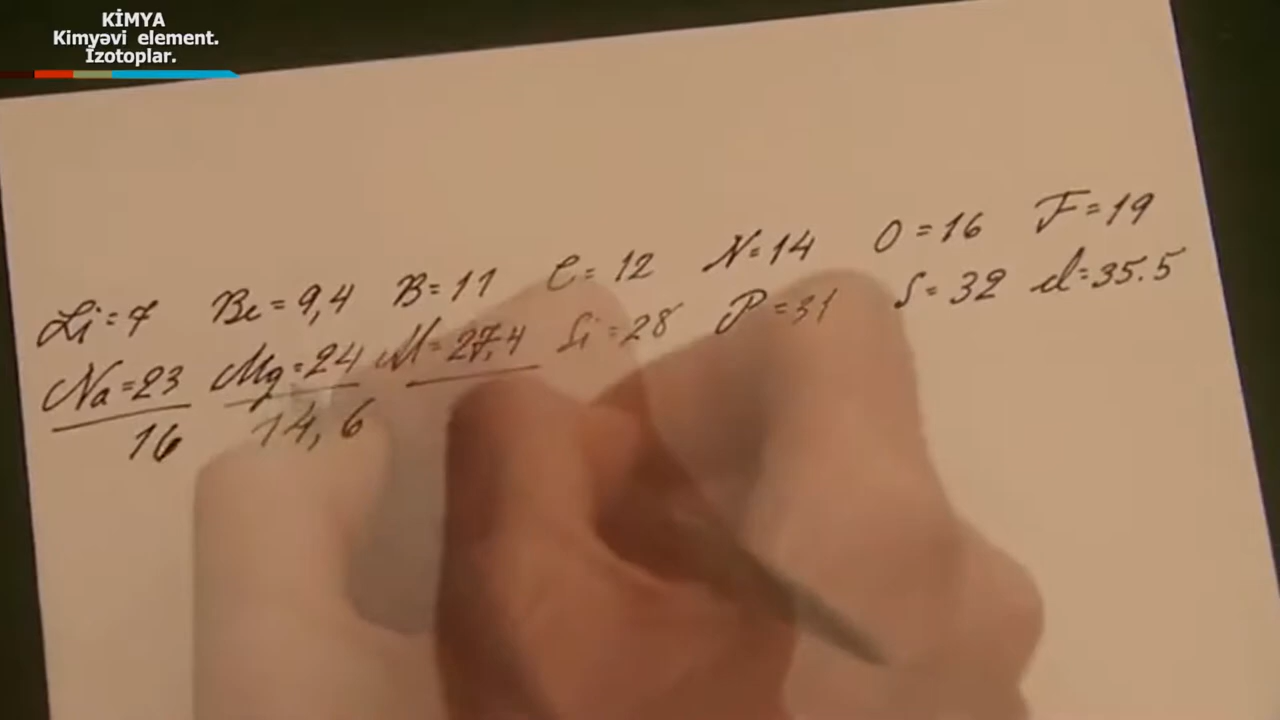 KİMYA
Kimyəvi element.
İzotoplar.
Li=7 Be=9,4 B=11 C=12 N=14 O=16 F=19
Na=23 Mg=24 Al=27,4 Si=28 P=31 S=32 Cl=35.5
16 14,6